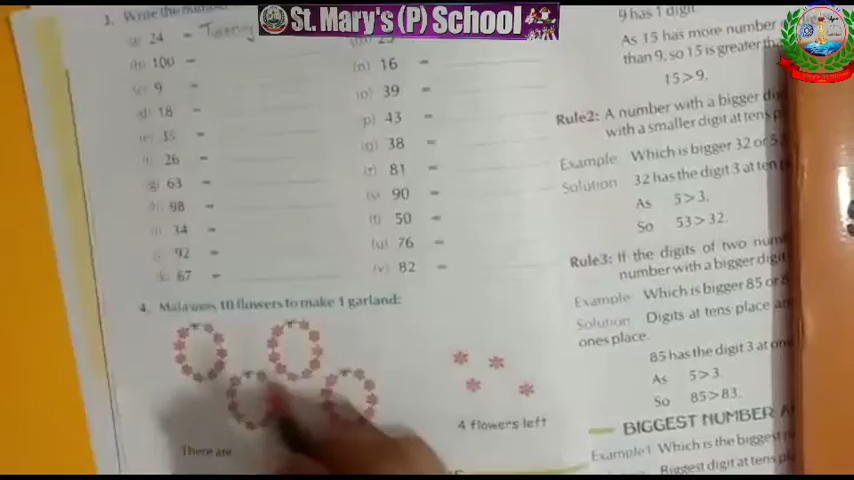 St. Mary's (P) School
3. Write the number
(a) 24 = Twenty
(b) 100 =
(c) 9 =
(d) 18 =
(e) 35 =
(f) 26 =
(g) 63 =
(h) 98 =
(i) 34 =
(j) 92 =
(k) 67 =
(n) 16 =
(o) 39 =
(p) 43 =
(q) 38 =
(r) 81 =
(s) 90 =
(t) 50 =
(u) 76 =
(v) 82 =
4. Mala uses 10 flowers to make 1 garland:
4 flowers left
There are
9 has 1 digit
As 15 has more number
than 9, so 15 is greater
15 > 9.
Rule2: A number with a bigger
with a smaller digit at tens
Example Which is bigger 32 or
Solution 32 has the digit 3 at
As 5 > 3,
So 53 > 32.
Rule3: If the digits of two
number with a bigger digit
Example Which is bigger 85 or
Solution Digits at tens place
ones place.
85 has the digit 3 at
As 5 > 3
So 85 > 83.
BIGGEST NUMBER
Example1 Which is the biggest
Biggest digit at tens